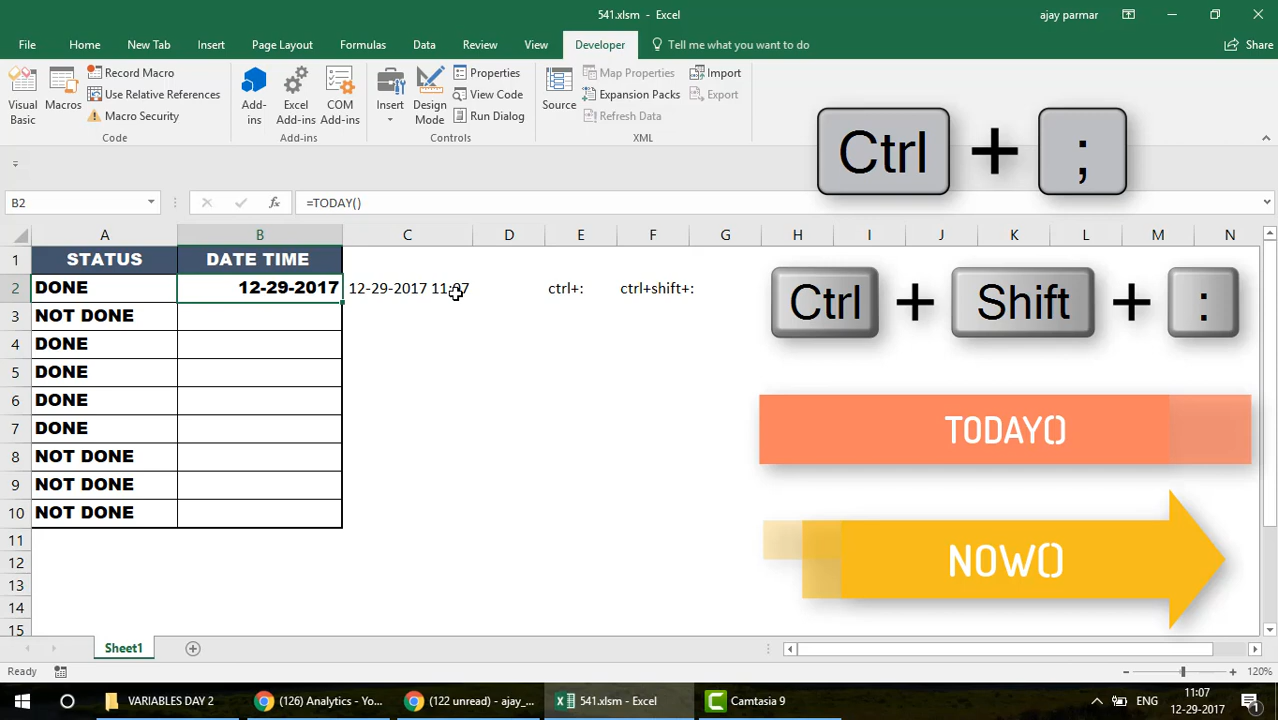 541.xlsm - Excel
ajay parmar
File Home New Tab Insert Page Layout Formulas Data Review View Developer Tell me what you want to do Share
Visual Basic
Macros
Record Macro
Use Relative References
Macro Security
Code
Add-ins
Excel Add-ins
COM Add-ins
Add-ins
Insert
Design Mode
Properties
View Code
Run Dialog
Controls
Source
Map Properties
Expansion Packs
Refresh Data
Import
Export
XML
Ctrl + ;
B2 fx =TODAY()
A B C D E F G H I J K L M N
1 STATUS DATE TIME
2 DONE 12-29-2017 12-29-2017 11:07 ctrl+: ctrl+shift+:
3 NOT DONE
4 DONE
5 DONE
6 DONE
7 DONE
8 NOT DONE
9 NOT DONE
10 NOT DONE
11
12
13
14
15
Ctrl + Shift + :
TODAY()
NOW()
Sheet1
Ready
120%
VARIABLES DAY 2
(126) Analytics - Yo...
(122 unread) - ajay_...
541.xlsm - Excel
Camtasia 9
ENG
11:07
12-29-2017
1